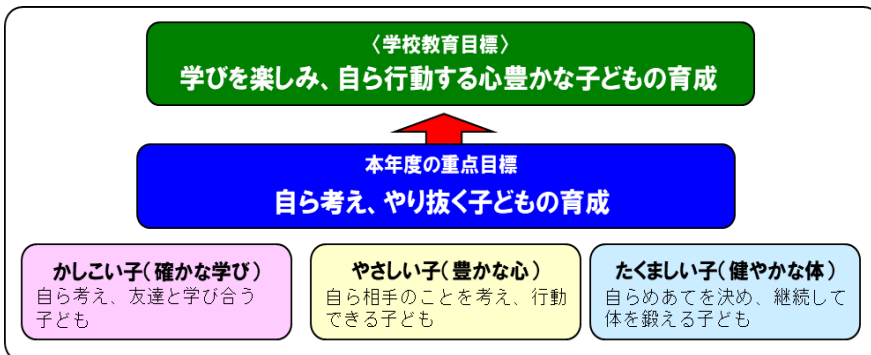 〈学校教育目標〉
学びを楽しみ、自ら行動する心豊かな子どもの育成
本年度の重点目標
自ら考え、やり抜く子どもの育成
かしこい子（確かな学び）
自ら考え、友達と学び合う
子ども
やさしい子（豊かな心）
自ら相手のことを考え、行動
できる子ども
たくましい子（健やかな体）
自らめあてを決め、継続して
体を鍛える子ども